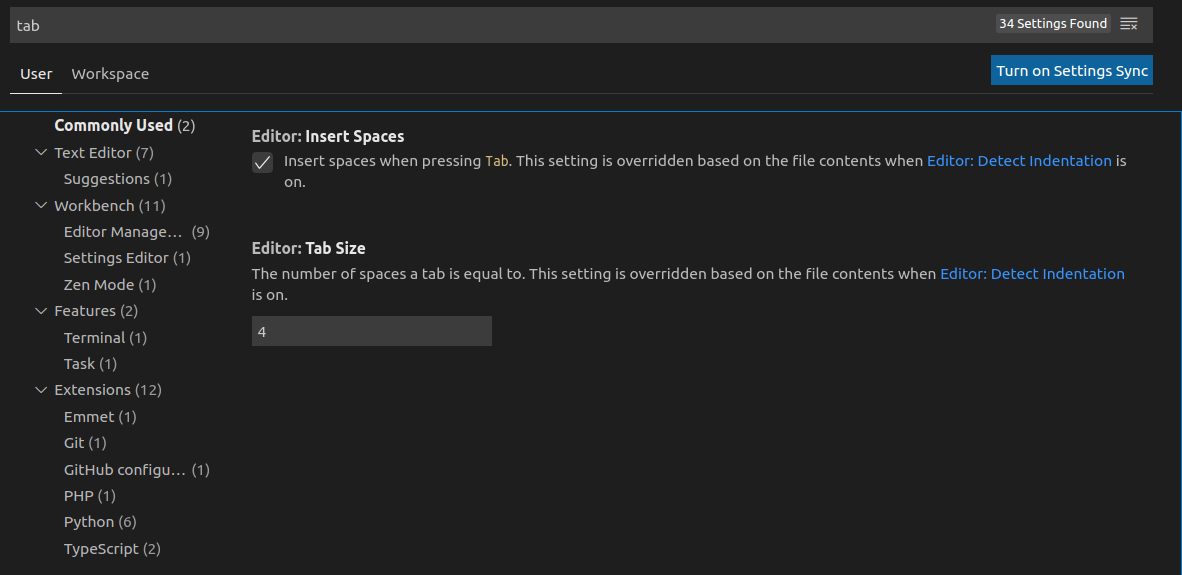 tab
34 Settings Found
User Workspace
Turn on Settings Sync
Commonly Used (2)
Text Editor (7)
Suggestions (1)
Workbench (11)
Editor Manage... (9)
Settings Editor (1)
Zen Mode (1)
Features (2)
Terminal (1)
Task (1)
Extensions (12)
Emmet (1)
Git (1)
GitHub configu... (1)
PHP (1)
Python (6)
TypeScript (2)
Editor: Insert Spaces
Insert spaces when pressing Tab. This setting is overridden based on the file contents when Editor: Detect Indentation is
on.
Editor: Tab Size
The number of spaces a tab is equal to. This setting is overridden based on the file contents when Editor: Detect Indentation
is on.
4